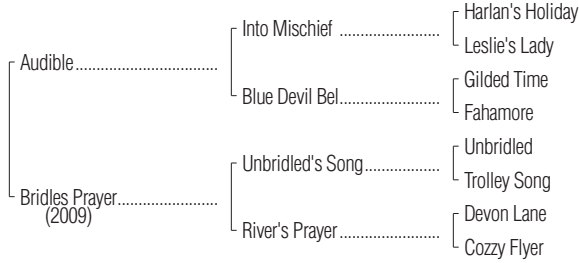 Harlan's Holiday
Into Mischief ........................
Leslie's Lady
Audible..................................
Gilded Time
Blue Devil Bel........................
Fahamore
Unbridled
Unbridled's Song..................
Trolley Song
Bridles Prayer........................
(2009)
Devon Lane
River's Prayer ........................
Cozzy Flyer